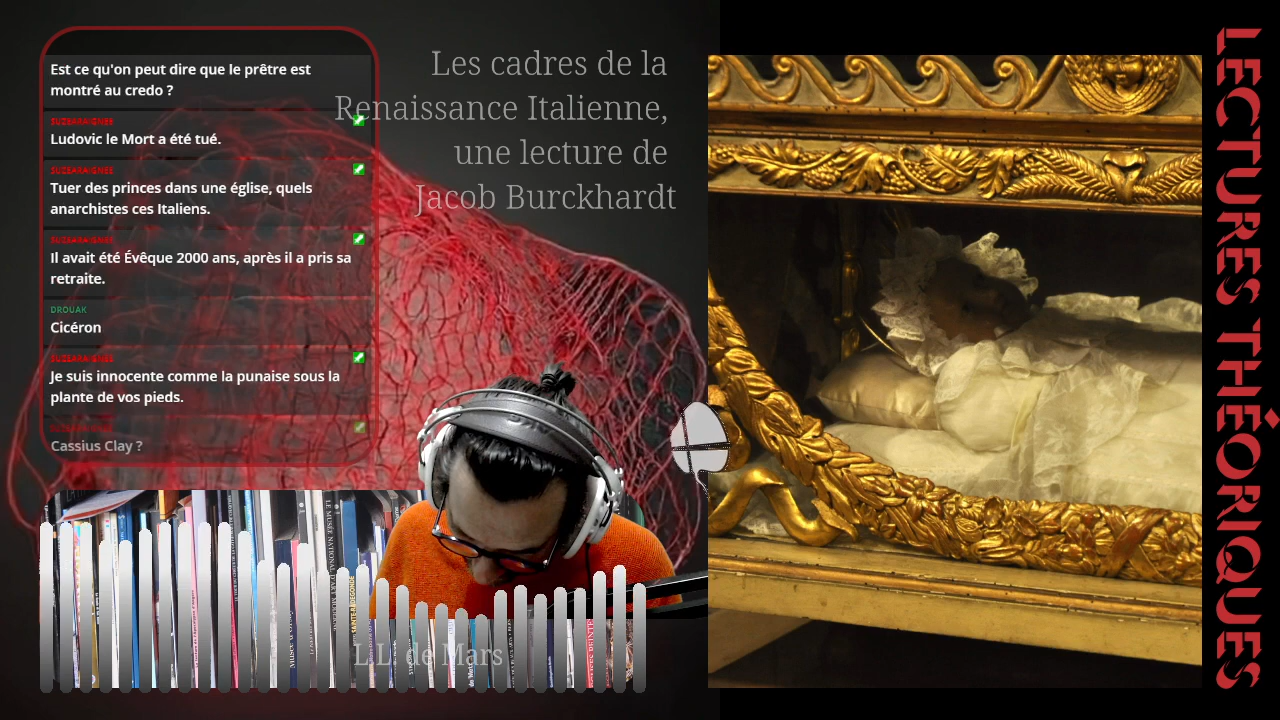 Est ce qu'on peut dire que le prêtre est
montré au credo ?
SUZEARAIGNEE
Ludovic le Mort a été tué.
SUZEARAIGNEE
Tuer des princes dans une église, quels
anarchistes ces Italiens.
SUZEARAIGNEE
Il avait été Évêque 2000 ans, après il a pris sa
retraite.
DROUAK
Cicéron
SUZEARAIGNEE
Je suis innocente comme la punaise sous la
plante de vos pieds.
SUZEARAIGNEE
Cassius Clay ?
Les cadres de la
Renaissance Italienne,
une lecture de
Jacob Burckhardt
L.L. de Mars
LECTURES THÉORIQUES